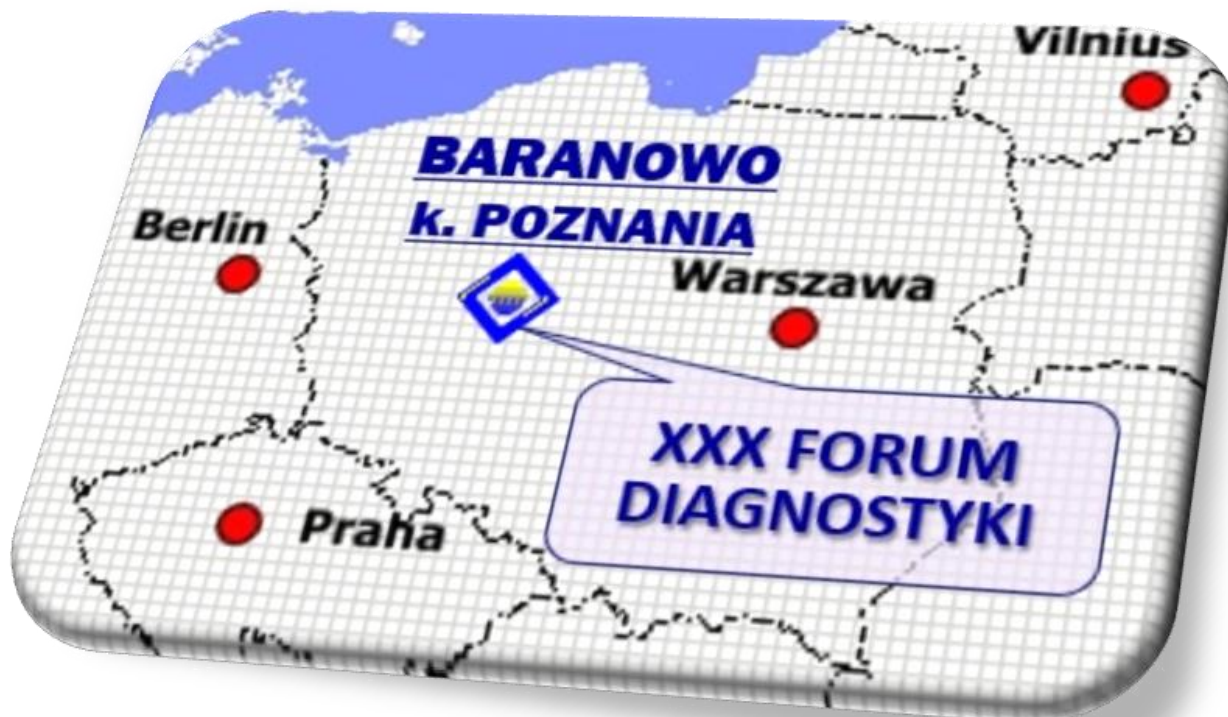 Vilnius
BARANOWO
k. POZNANIA
Berlin
Warszawa
XXX FORUM
DIAGNOSTYKI
Praha